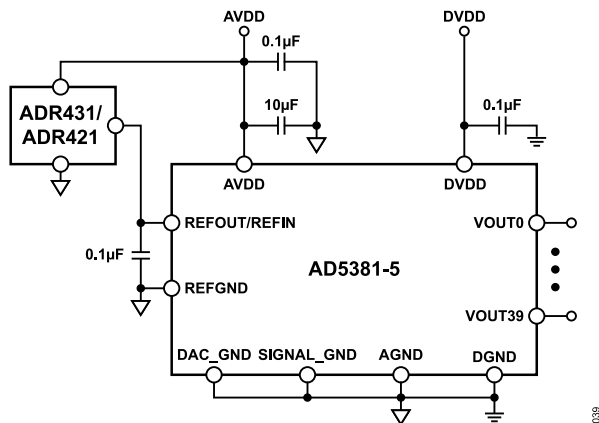 AVDD
DVDD
0.1µF
10µF
0.1µF
ADR431/
ADR421
AVDD
DVDD
REFOUT/REFIN
VOUT0
0.1µF
AD5381-5
REFGND
VOUT39
DAC_GND
SIGNAL_GND
AGND
DGND
039